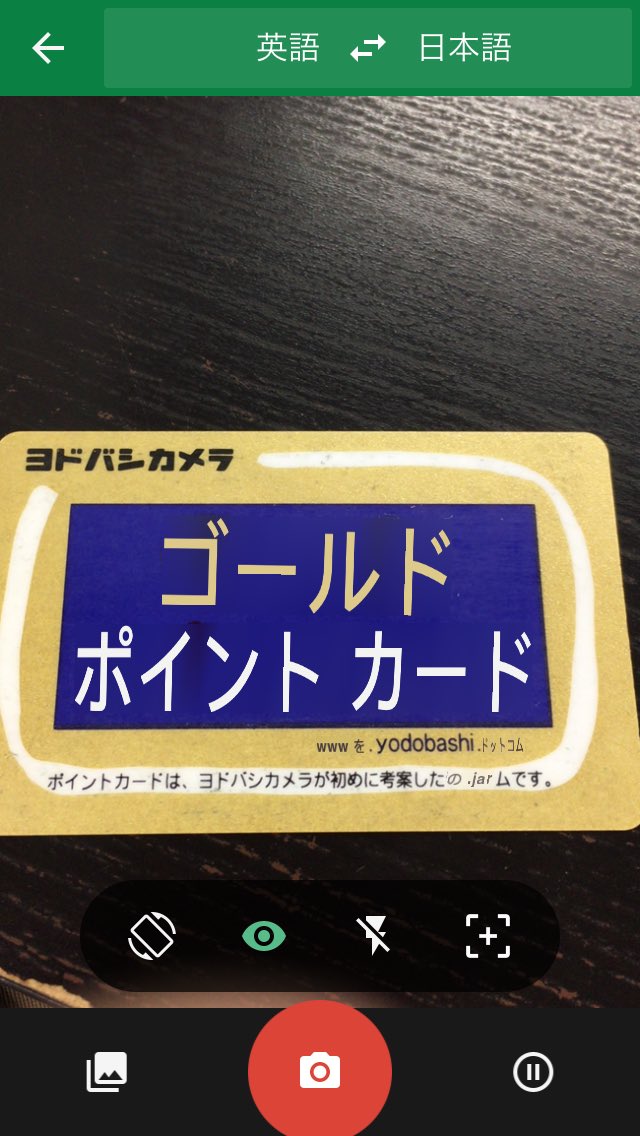 英語 日本語
ヨドバシカメラ
ゴールド
ポイント カード
www を.yodobashi.ドットコム
ポイントカードは、ヨドバシカメラが初めに考案したの .jar ムです。